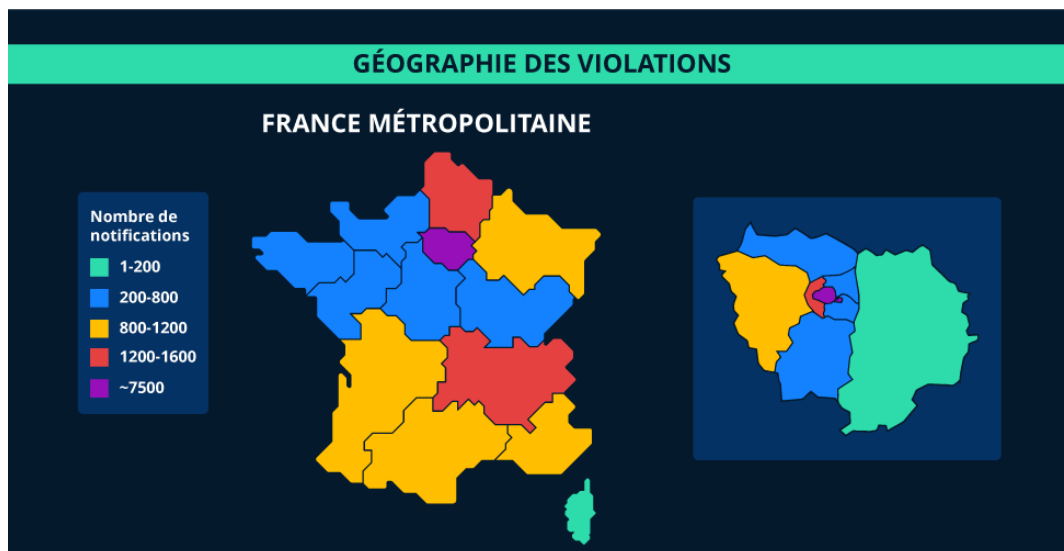 GÉOGRAPHIE DES VIOLATIONS
FRANCE MÉTROPOLITAINE
Nombre de
notifications
1-200
200-800
800-1200
1200-1600
~7500